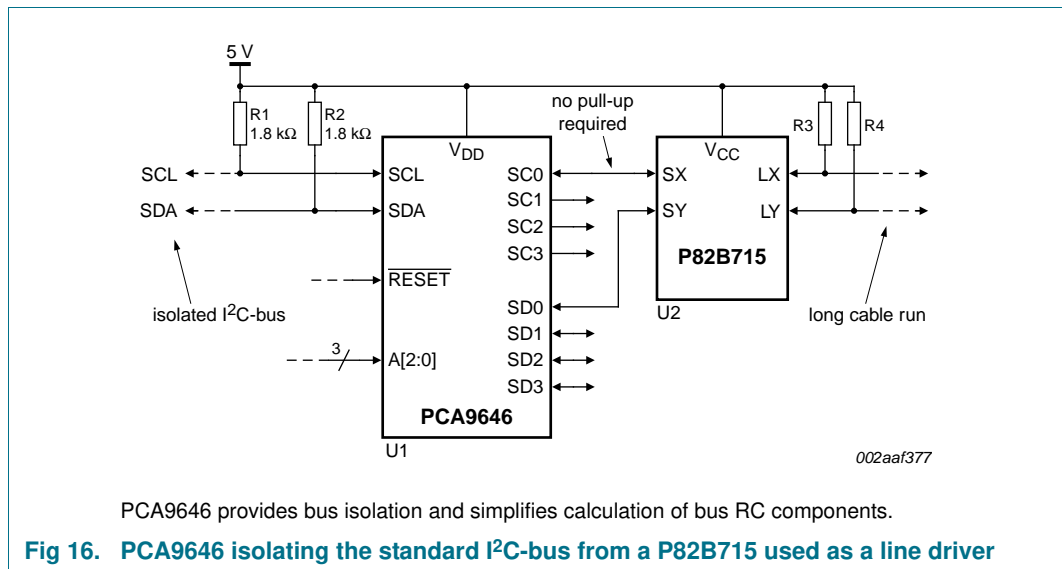 5 V
R1
1.8 kΩ
R2
1.8 kΩ
no pull-up
required
R3
R4
VDD
VCC
SCL
SCL
SC0
SX
LX
SDA
SDA
SC1
SY
LY
SC2
SC3
P82B715
RESET
isolated I2C-bus
SD0
U2
long cable run
SD1
3
A[2:0]
SD2
SD3
PCA9646
U1
002aaf377
PCA9646 provides bus isolation and simplifies calculation of bus RC components.
Fig 16. PCA9646 isolating the standard I2C-bus from a P82B715 used as a line driver